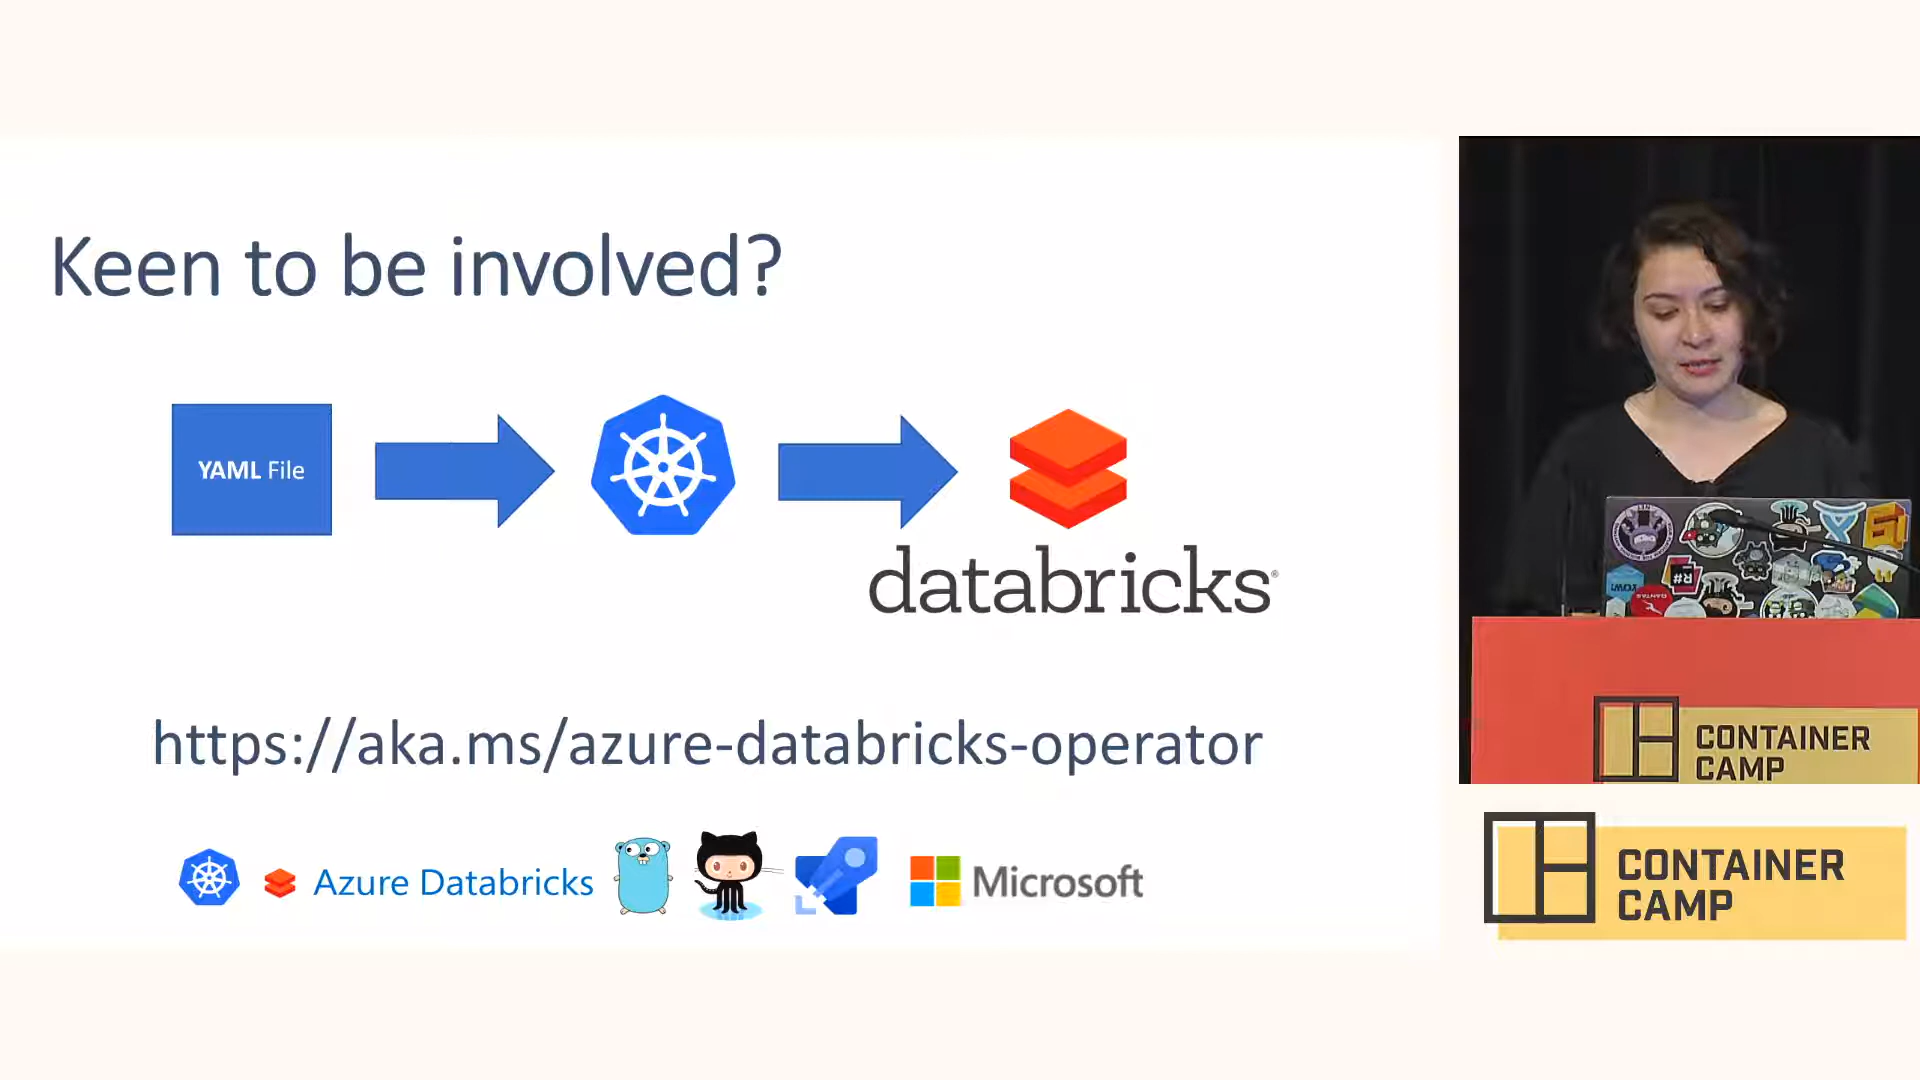 Keen to be involved?
YAML File
databricks®
https://aka.ms/azure-databricks-operator
Azure Databricks
Microsoft
CONTAINER
CAMP
CONTAINER
CAMP